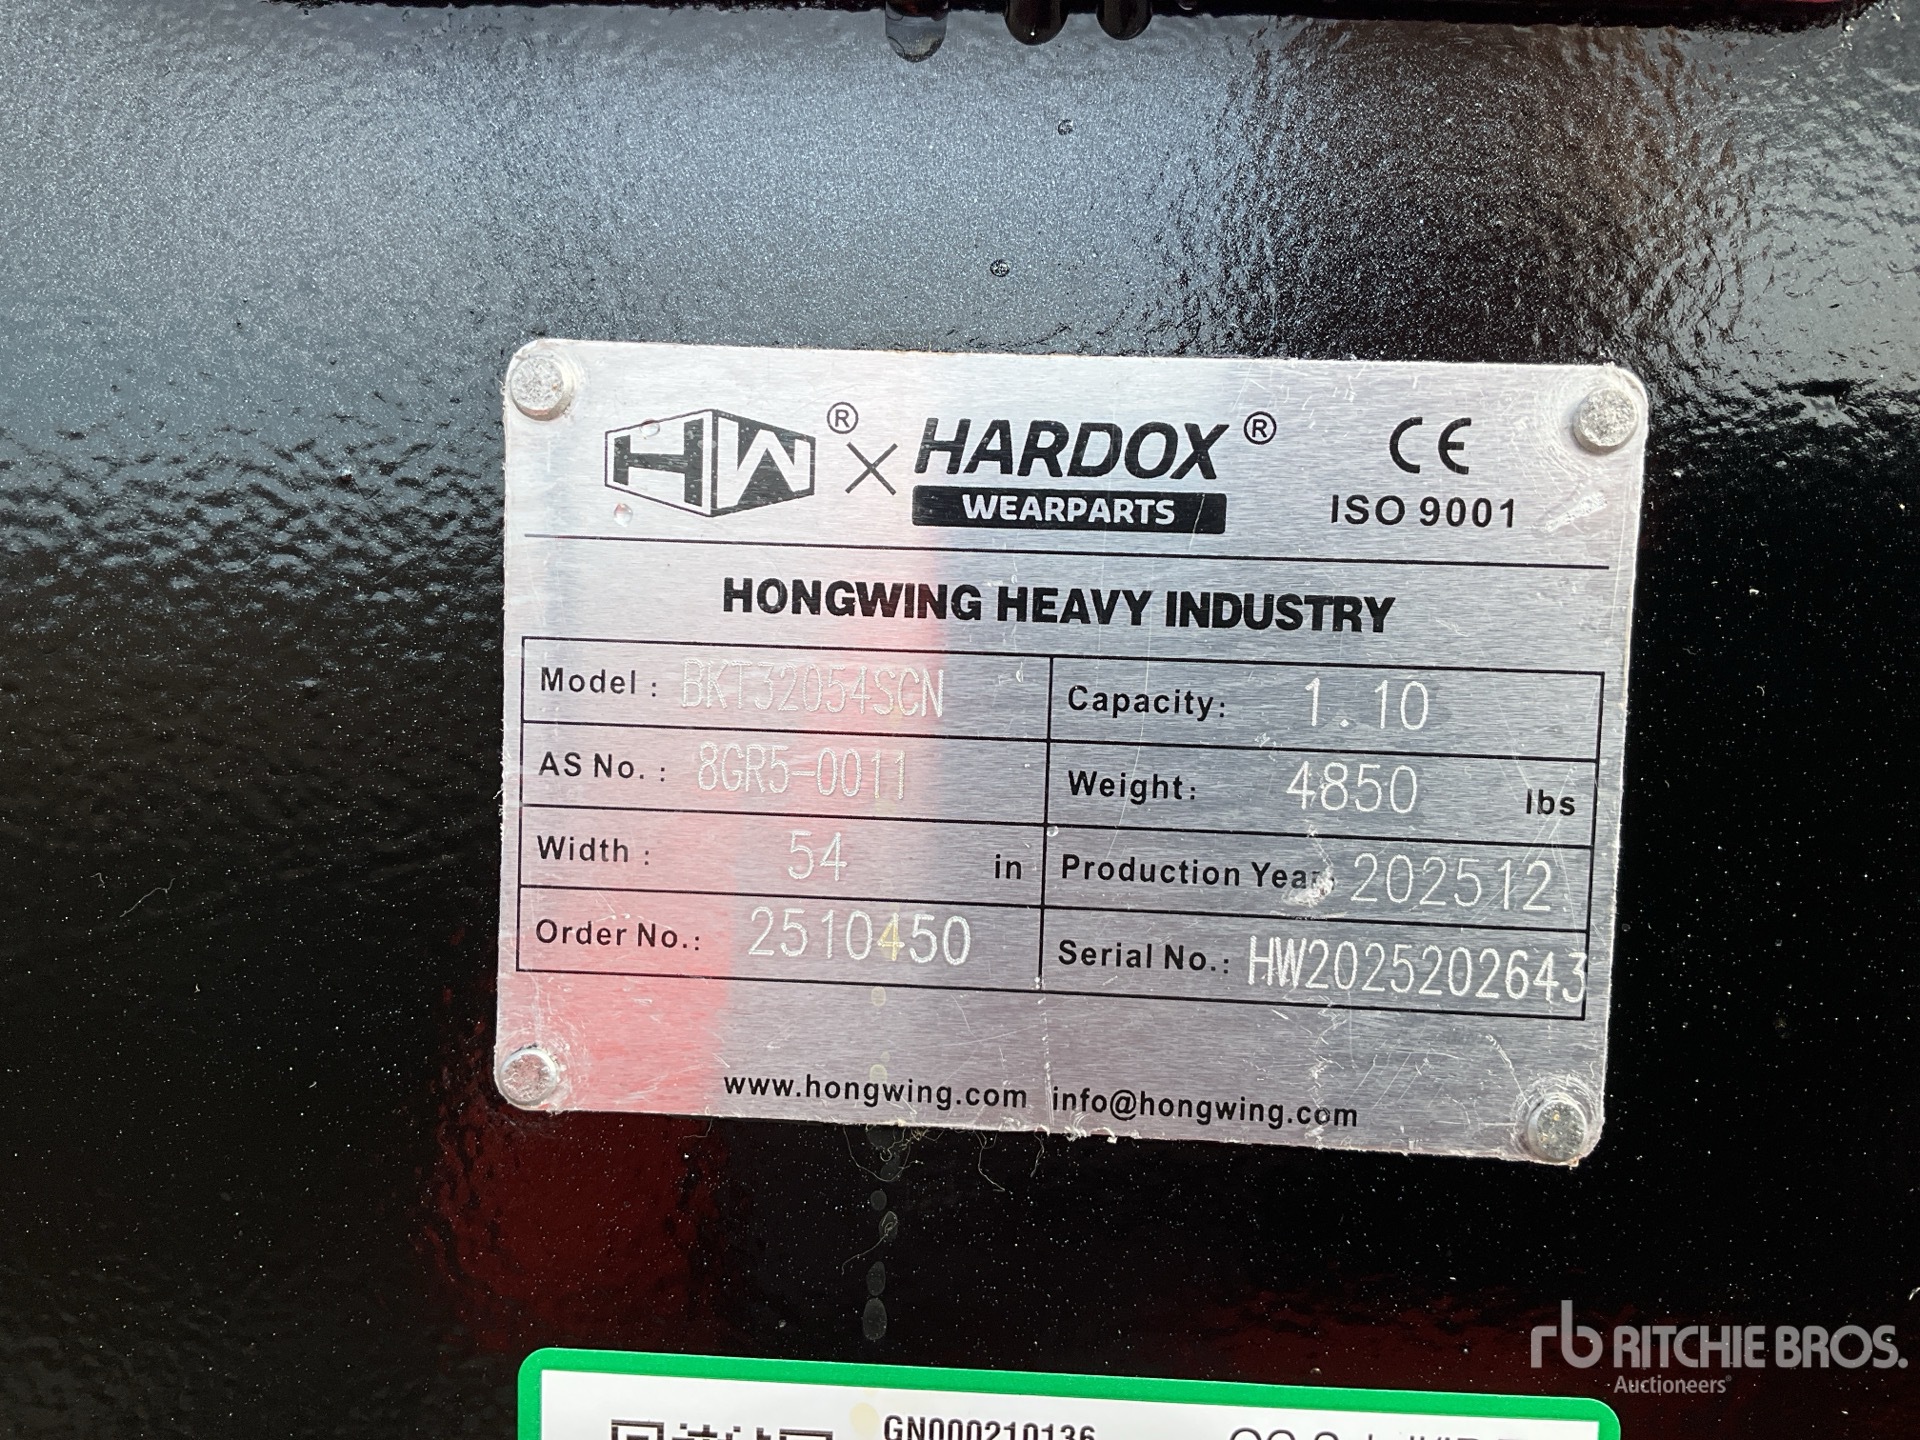 HW® × HARDOX® CE
WEARPARTS ISO 9001
HONGWING HEAVY INDUSTRY
Model : BKT32054SCN Capacity: 1.10
AS No. : 8GR5-0011 Weight: 4850 lbs
Width : 54 in Production Year: 202512
Order No.: 2510450 Serial No.: HW2025202643
www.hongwing.com info@hongwing.com
rb RITCHIE BROS.
Auctioneers
GN000210136